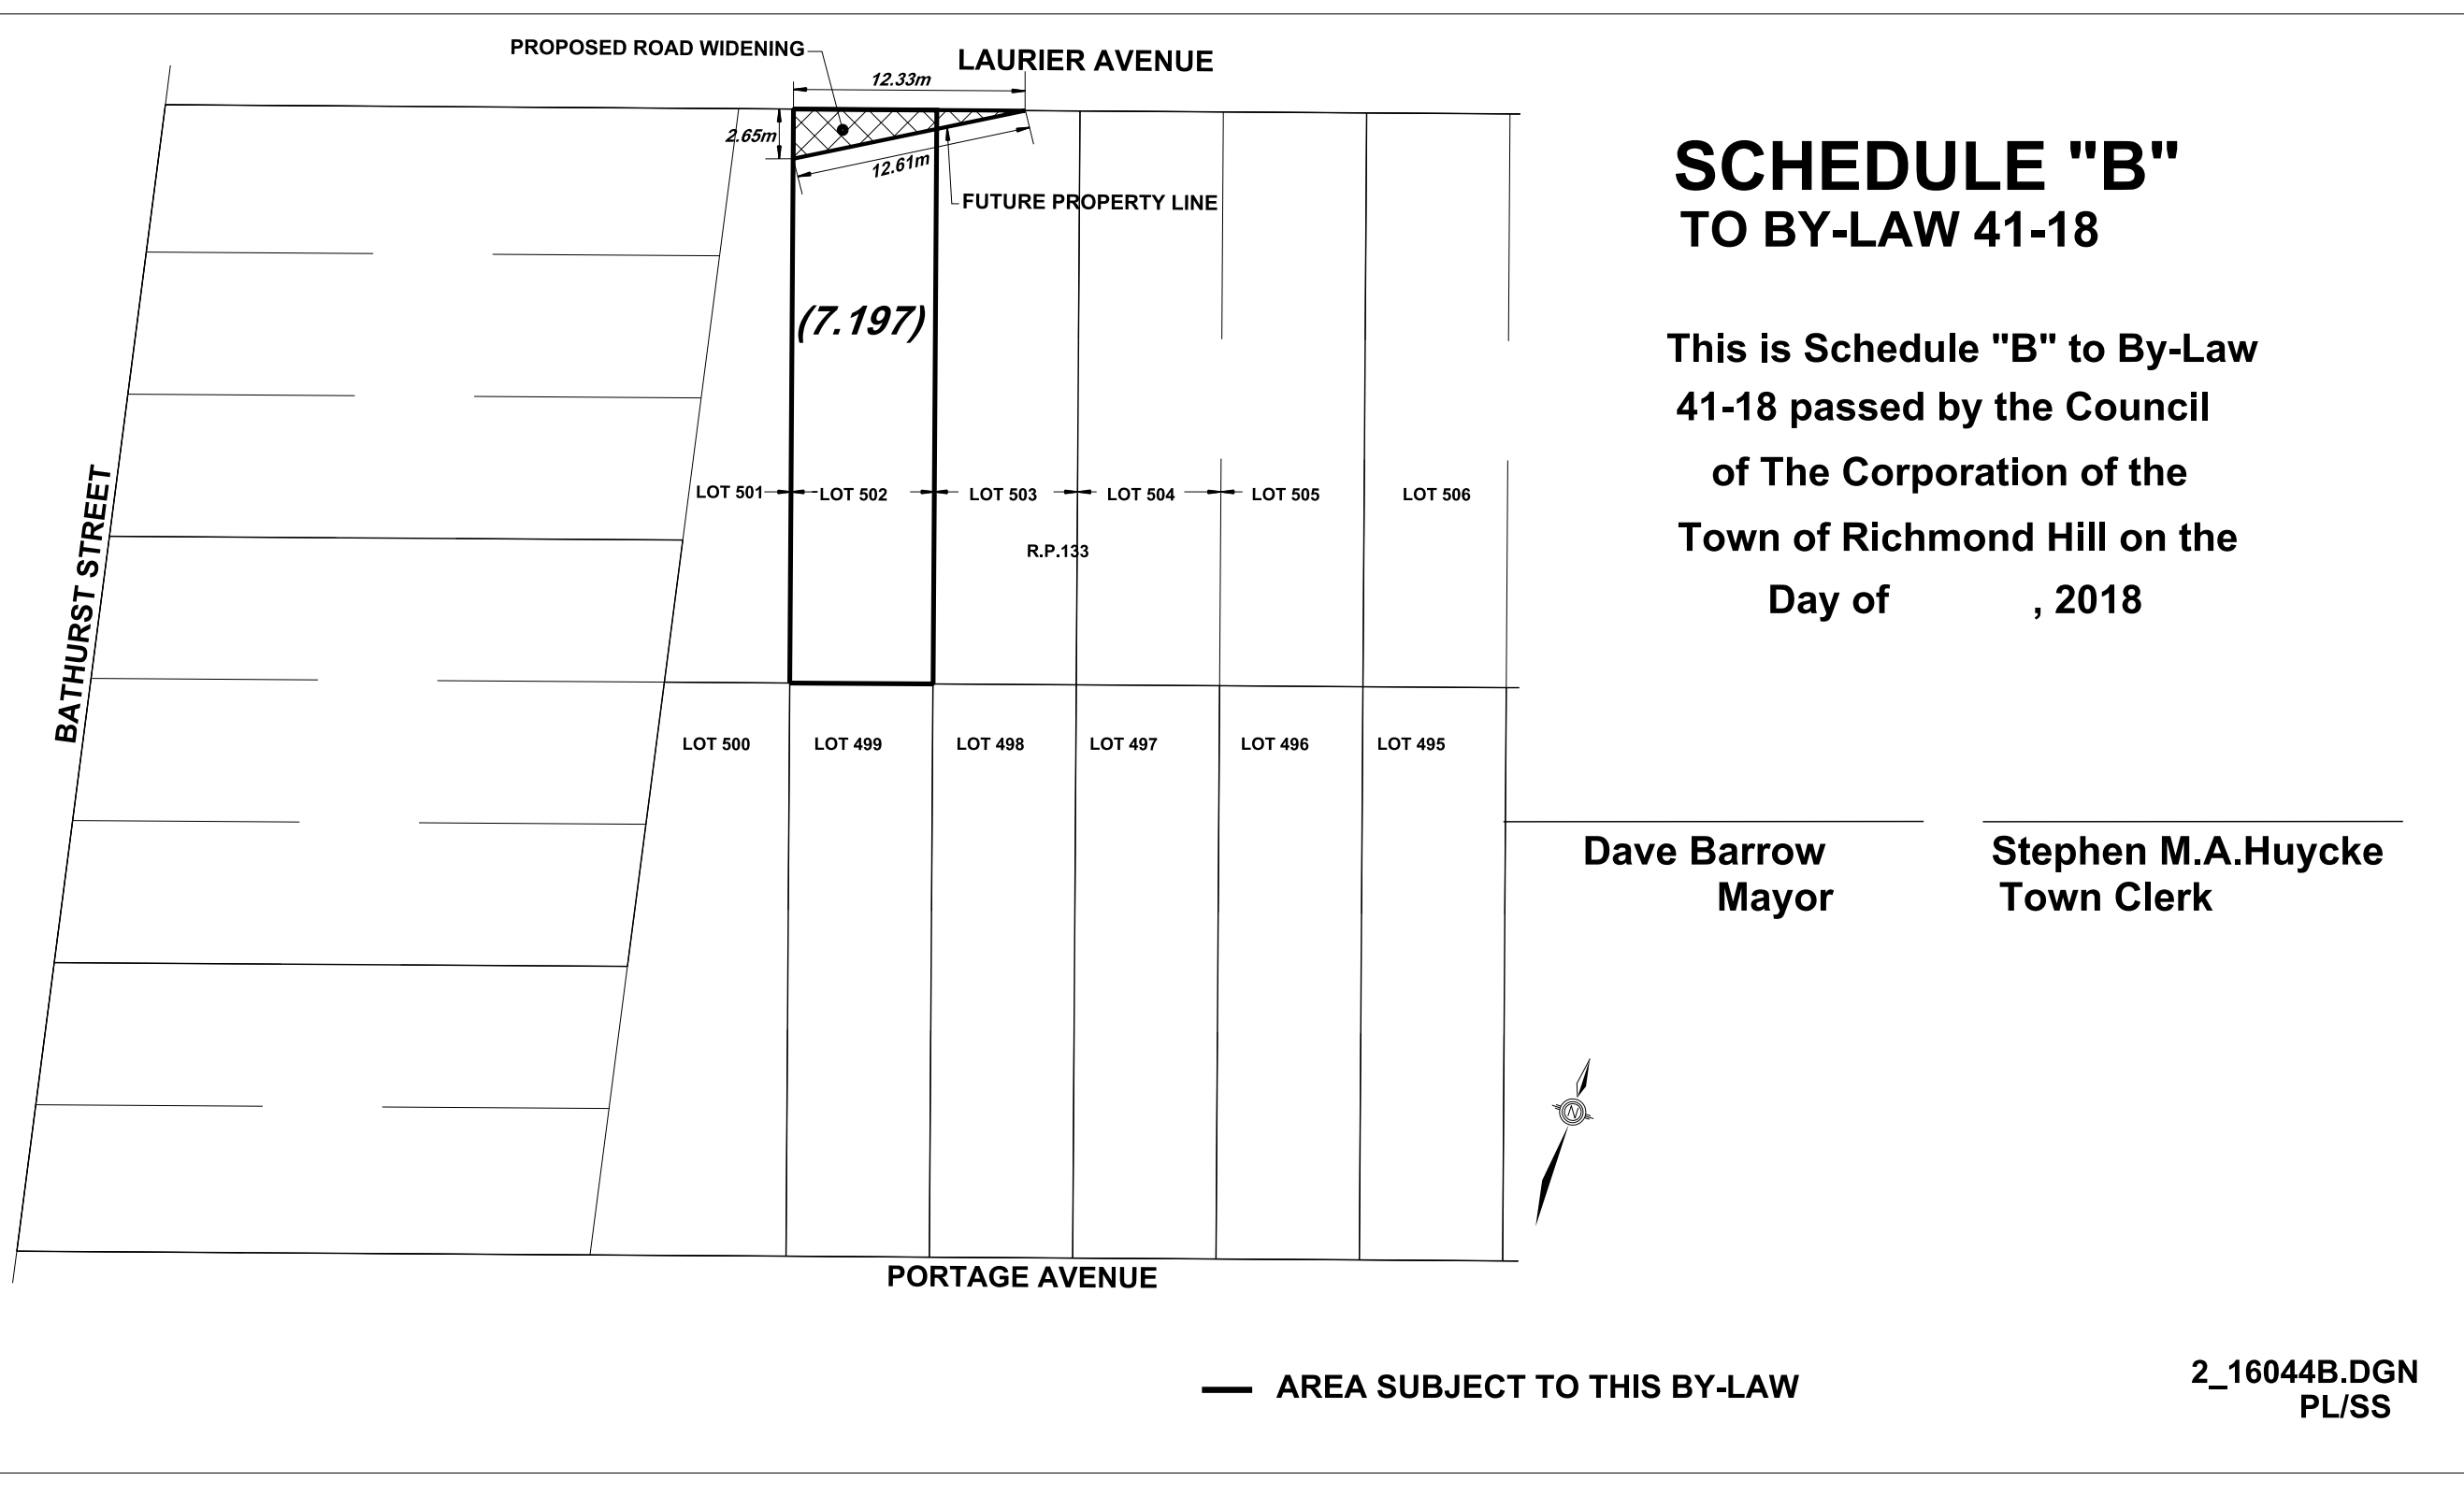 PROPOSED ROAD WIDENING
LAURIER AVENUE
12.33m
2.65m
12.61m
FUTURE PROPERTY LINE
(7.197)
BATHURST STREET
LOT 501
LOT 502
LOT 503
LOT 504
LOT 505
LOT 506
R.P.133
LOT 500
LOT 499
LOT 498
LOT 497
LOT 496
LOT 495
PORTAGE AVENUE
SCHEDULE "B"
TO BY-LAW 41-18
This is Schedule "B" to By-Law
41-18 passed by the Council
of The Corporation of the
Town of Richmond Hill on the
Day of , 2018
Dave Barrow
Mayor
Stephen M.A.Huycke
Town Clerk
N
AREA SUBJECT TO THIS BY-LAW
2_16044B.DGN
PL/SS